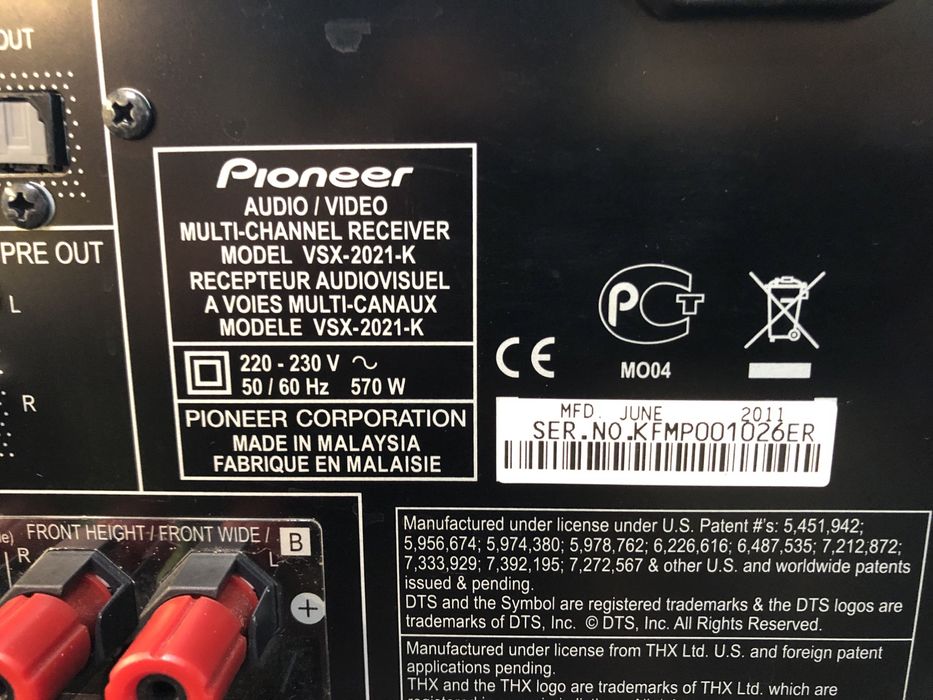 OUT
PRE OUT
L
R
Pioneer
AUDIO / VIDEO
MULTI-CHANNEL RECEIVER
MODEL VSX-2021-K
RECEPTEUR AUDIOVISUEL
A VOIES MULTI-CANAUX
MODELE VSX-2021-K
220 - 230 V ~
50 / 60 Hz 570 W
PIONEER CORPORATION
MADE IN MALAYSIA
FABRIQUE EN MALAISIE
CE
PCT
MO04
MFD. JUNE 2011
SER.NO.KFMP001026ER
FRONT HEIGHT / FRONT WIDE / B
R L
+
Manufactured under license under U.S. Patent #'s: 5,451,942;
5,956,674; 5,974,380; 5,978,762; 6,226,616; 6,487,535; 7,212,872;
7,333,929; 7,392,195; 7,272,567 & other U.S. and worldwide patents
issued & pending.
DTS and the Symbol are registered trademarks & the DTS logos are
trademarks of DTS, Inc. © DTS, Inc. All Rights Reserved.
Manufactured under license from THX Ltd. U.S. and foreign patent
applications pending.
THX and the THX logo are trademarks of THX Ltd. which are